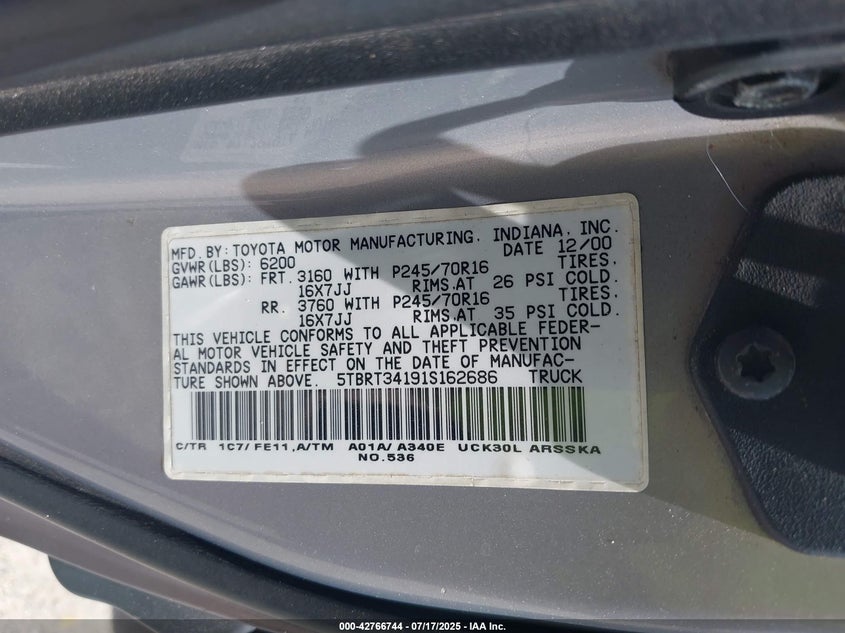 MFD. BY: TOYOTA MOTOR MANUFACTURING, INDIANA, INC.
GVWR(LBS): 6200 DATE 12/00
GAWR(LBS): FRT. 3160 WITH P245/70R16 TIRES,
16X7JJ RIMS,AT 26 PSI COLD.
RR. 3760 WITH P245/70R16 TIRES,
16X7JJ RIMS,AT 35 PSI COLD.
THIS VEHICLE CONFORMS TO ALL APPLICABLE FEDER-
AL MOTOR VEHICLE SAFETY AND THEFT PREVENTION
STANDARDS IN EFFECT ON THE DATE OF MANUFAC-
TURE SHOWN ABOVE. 5TBRT34191S162686 TRUCK
C/TR 1C7/FE11,A/TM A01A/A340E UCK30L ARSSKA
NO.536
000-42766744 - 07/17/2025 - IAA Inc.